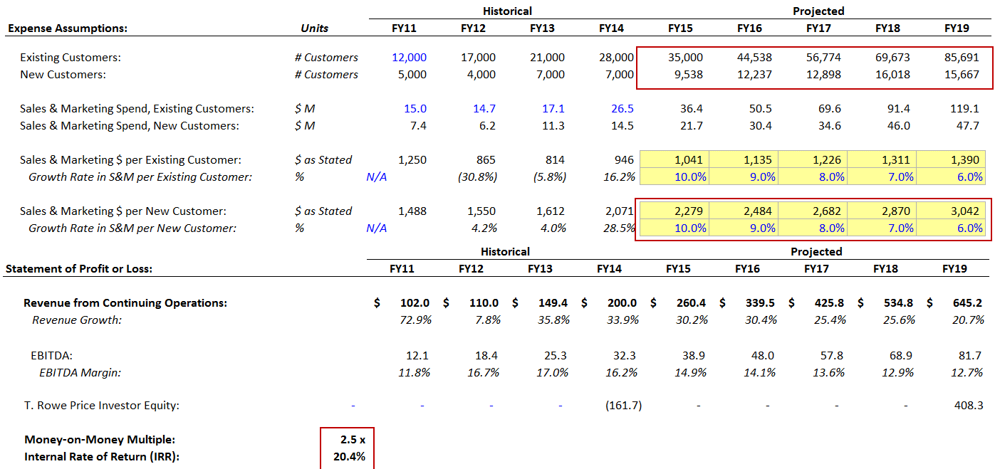 Historical Projected
Expense Assumptions: Units FY11 FY12 FY13 FY14 FY15 FY16 FY17 FY18 FY19
Existing Customers: # Customers 12,000 17,000 21,000 28,000 35,000 44,538 56,774 69,673 85,691
New Customers: # Customers 5,000 4,000 7,000 7,000 9,538 12,237 12,898 16,018 15,667
Sales & Marketing Spend, Existing Customers: $ M 15.0 14.7 17.1 26.5 36.4 50.5 69.6 91.4 119.1
Sales & Marketing Spend, New Customers: $ M 7.4 6.2 11.3 14.5 21.7 30.4 34.6 46.0 47.7
Sales & Marketing $ per Existing Customer: $ as Stated 1,250 865 814 946 1,041 1,135 1,226 1,311 1,390
Growth Rate in S&M per Existing Customer: % N/A (30.8%) (5.8%) 16.2% 10.0% 9.0% 8.0% 7.0% 6.0%
Sales & Marketing $ per New Customer: $ as Stated 1,488 1,550 1,612 2,071 2,279 2,484 2,682 2,870 3,042
Growth Rate in S&M per New Customer: % N/A 4.2% 4.0% 28.5% 10.0% 9.0% 8.0% 7.0% 6.0%
Historical Projected
Statement of Profit or Loss: FY11 FY12 FY13 FY14 FY15 FY16 FY17 FY18 FY19
Revenue from Continuing Operations: $ 102.0 $ 110.0 $ 149.4 $ 200.0 $ 260.4 $ 339.5 $ 425.8 $ 534.8 $ 645.2
Revenue Growth: 72.9% 7.8% 35.8% 33.9% 30.2% 30.4% 25.4% 25.6% 20.7%
EBITDA: 12.1 18.4 25.3 32.3 38.9 48.0 57.8 68.9 81.7
EBITDA Margin: 11.8% 16.7% 17.0% 16.2% 14.9% 14.1% 13.6% 12.9% 12.7%
T. Rowe Price Investor Equity: - - - - (161.7) - - - - 408.3
Money-on-Money Multiple: 2.5 x
Internal Rate of Return (IRR): 20.4%